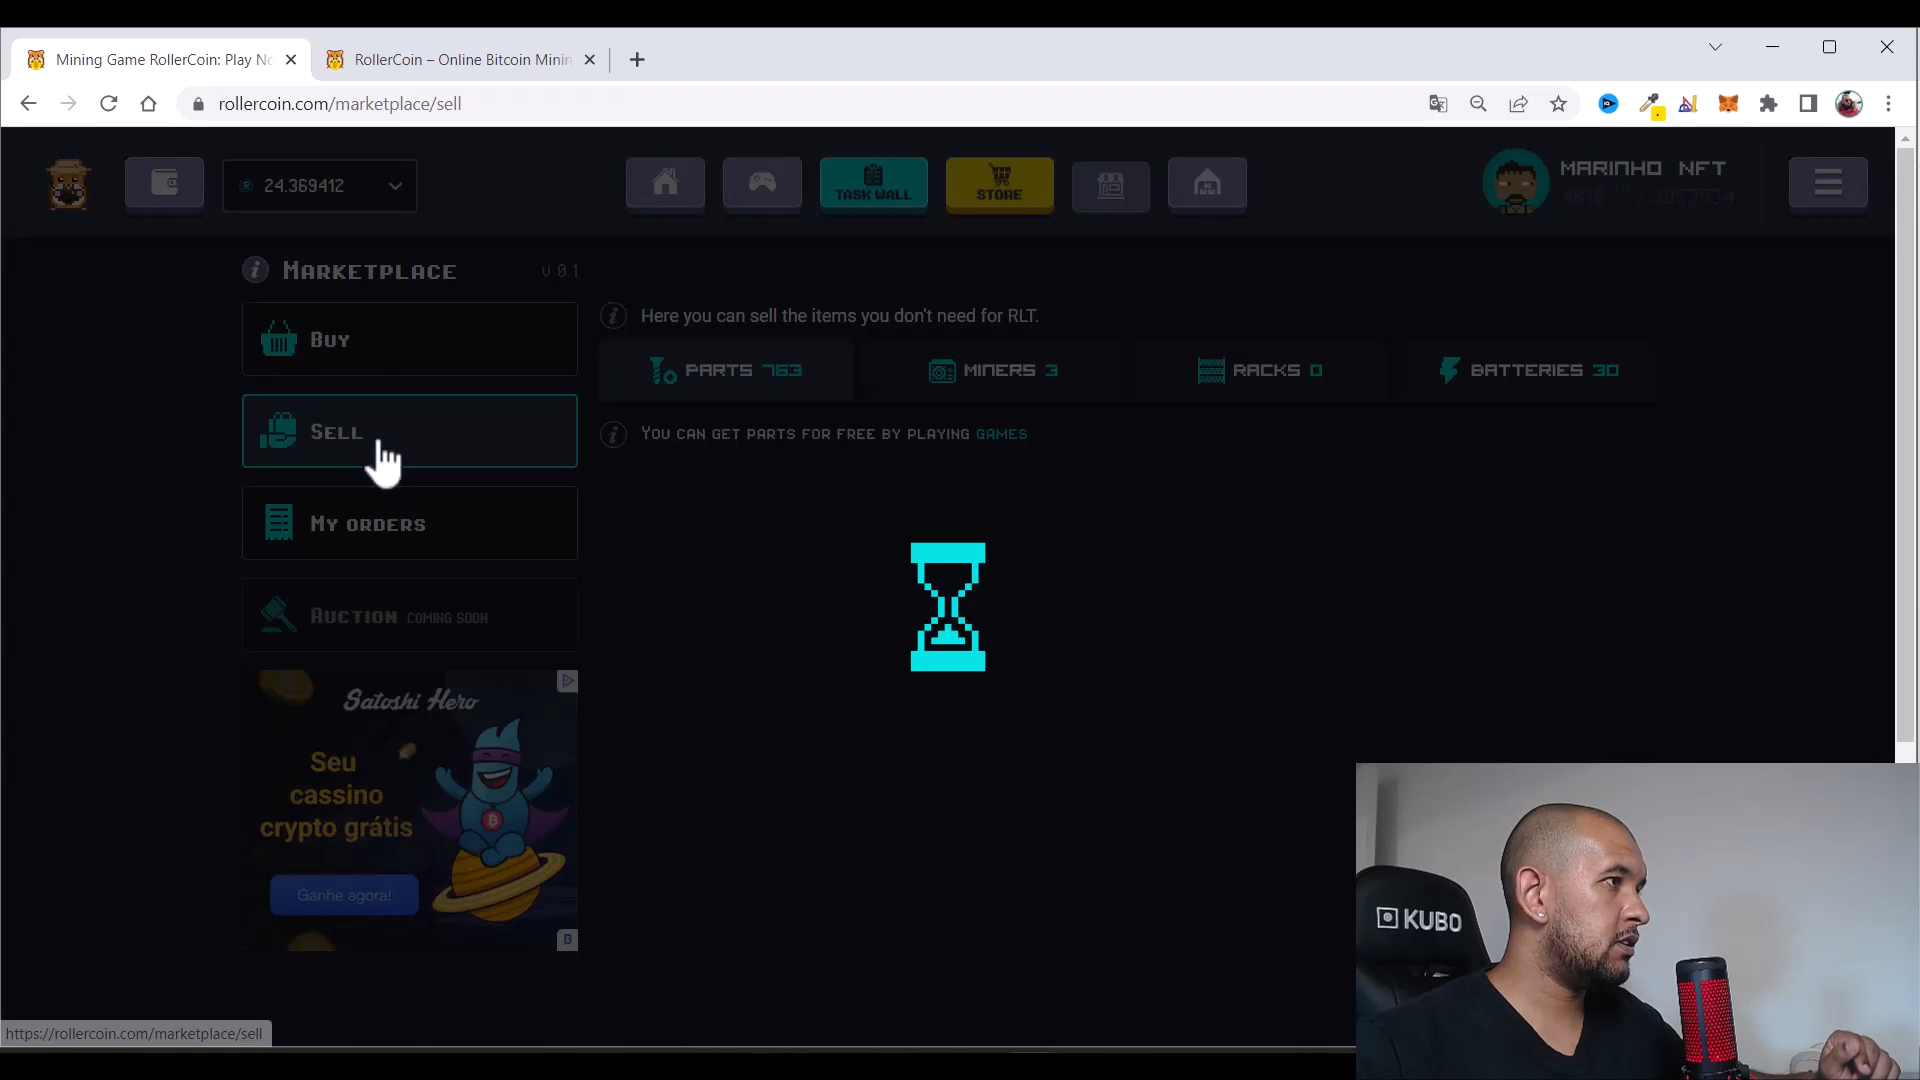 Mining Game RollerCoin: Play No
RollerCoin – Online Bitcoin Minin
rollercoin.com/marketplace/sell
24.369412
TASK WALL
STORE
MARINHO NFT
MARKETPLACE
v 0.1
BUY
SELL
MY ORDERS
AUCTION COMING SOON
Here you can sell the items you don't need for RLT.
PARTS 763
MINERS 3
RACKS 0
BATTERIES 30
YOU CAN GET PARTS FOR FREE BY PLAYING GAMES
Satoshi Hero
Seu
cassino
crypto grátis
Ganhe agora!
KUBO
https://rollercoin.com/marketplace/sell